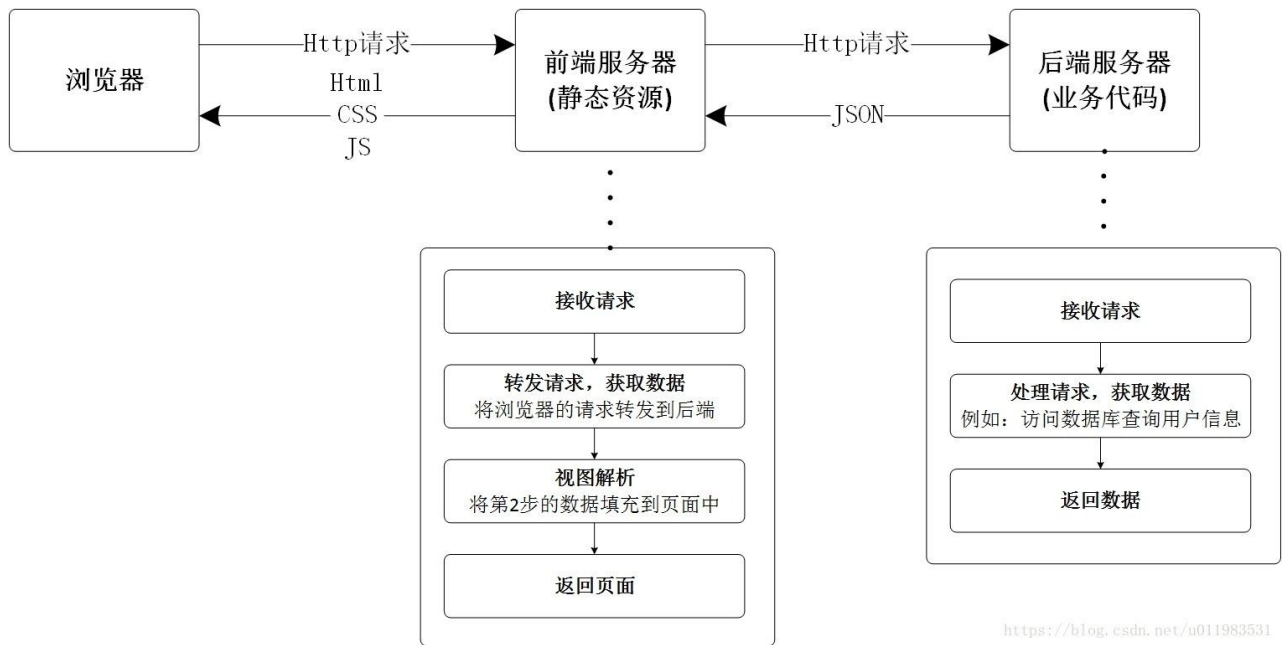 浏览器
Http请求
Html
CSS
JS
前端服务器
(静态资源)
Http请求
JSON
后端服务器
(业务代码)
接收请求
转发请求，获取数据
将浏览器的请求转发到后端
视图解析
将第2步的数据填充到页面中
返回页面
接收请求
处理请求，获取数据
例如：访问数据库查询用户信息
返回数据
https://blog.csdn.net/u011983531